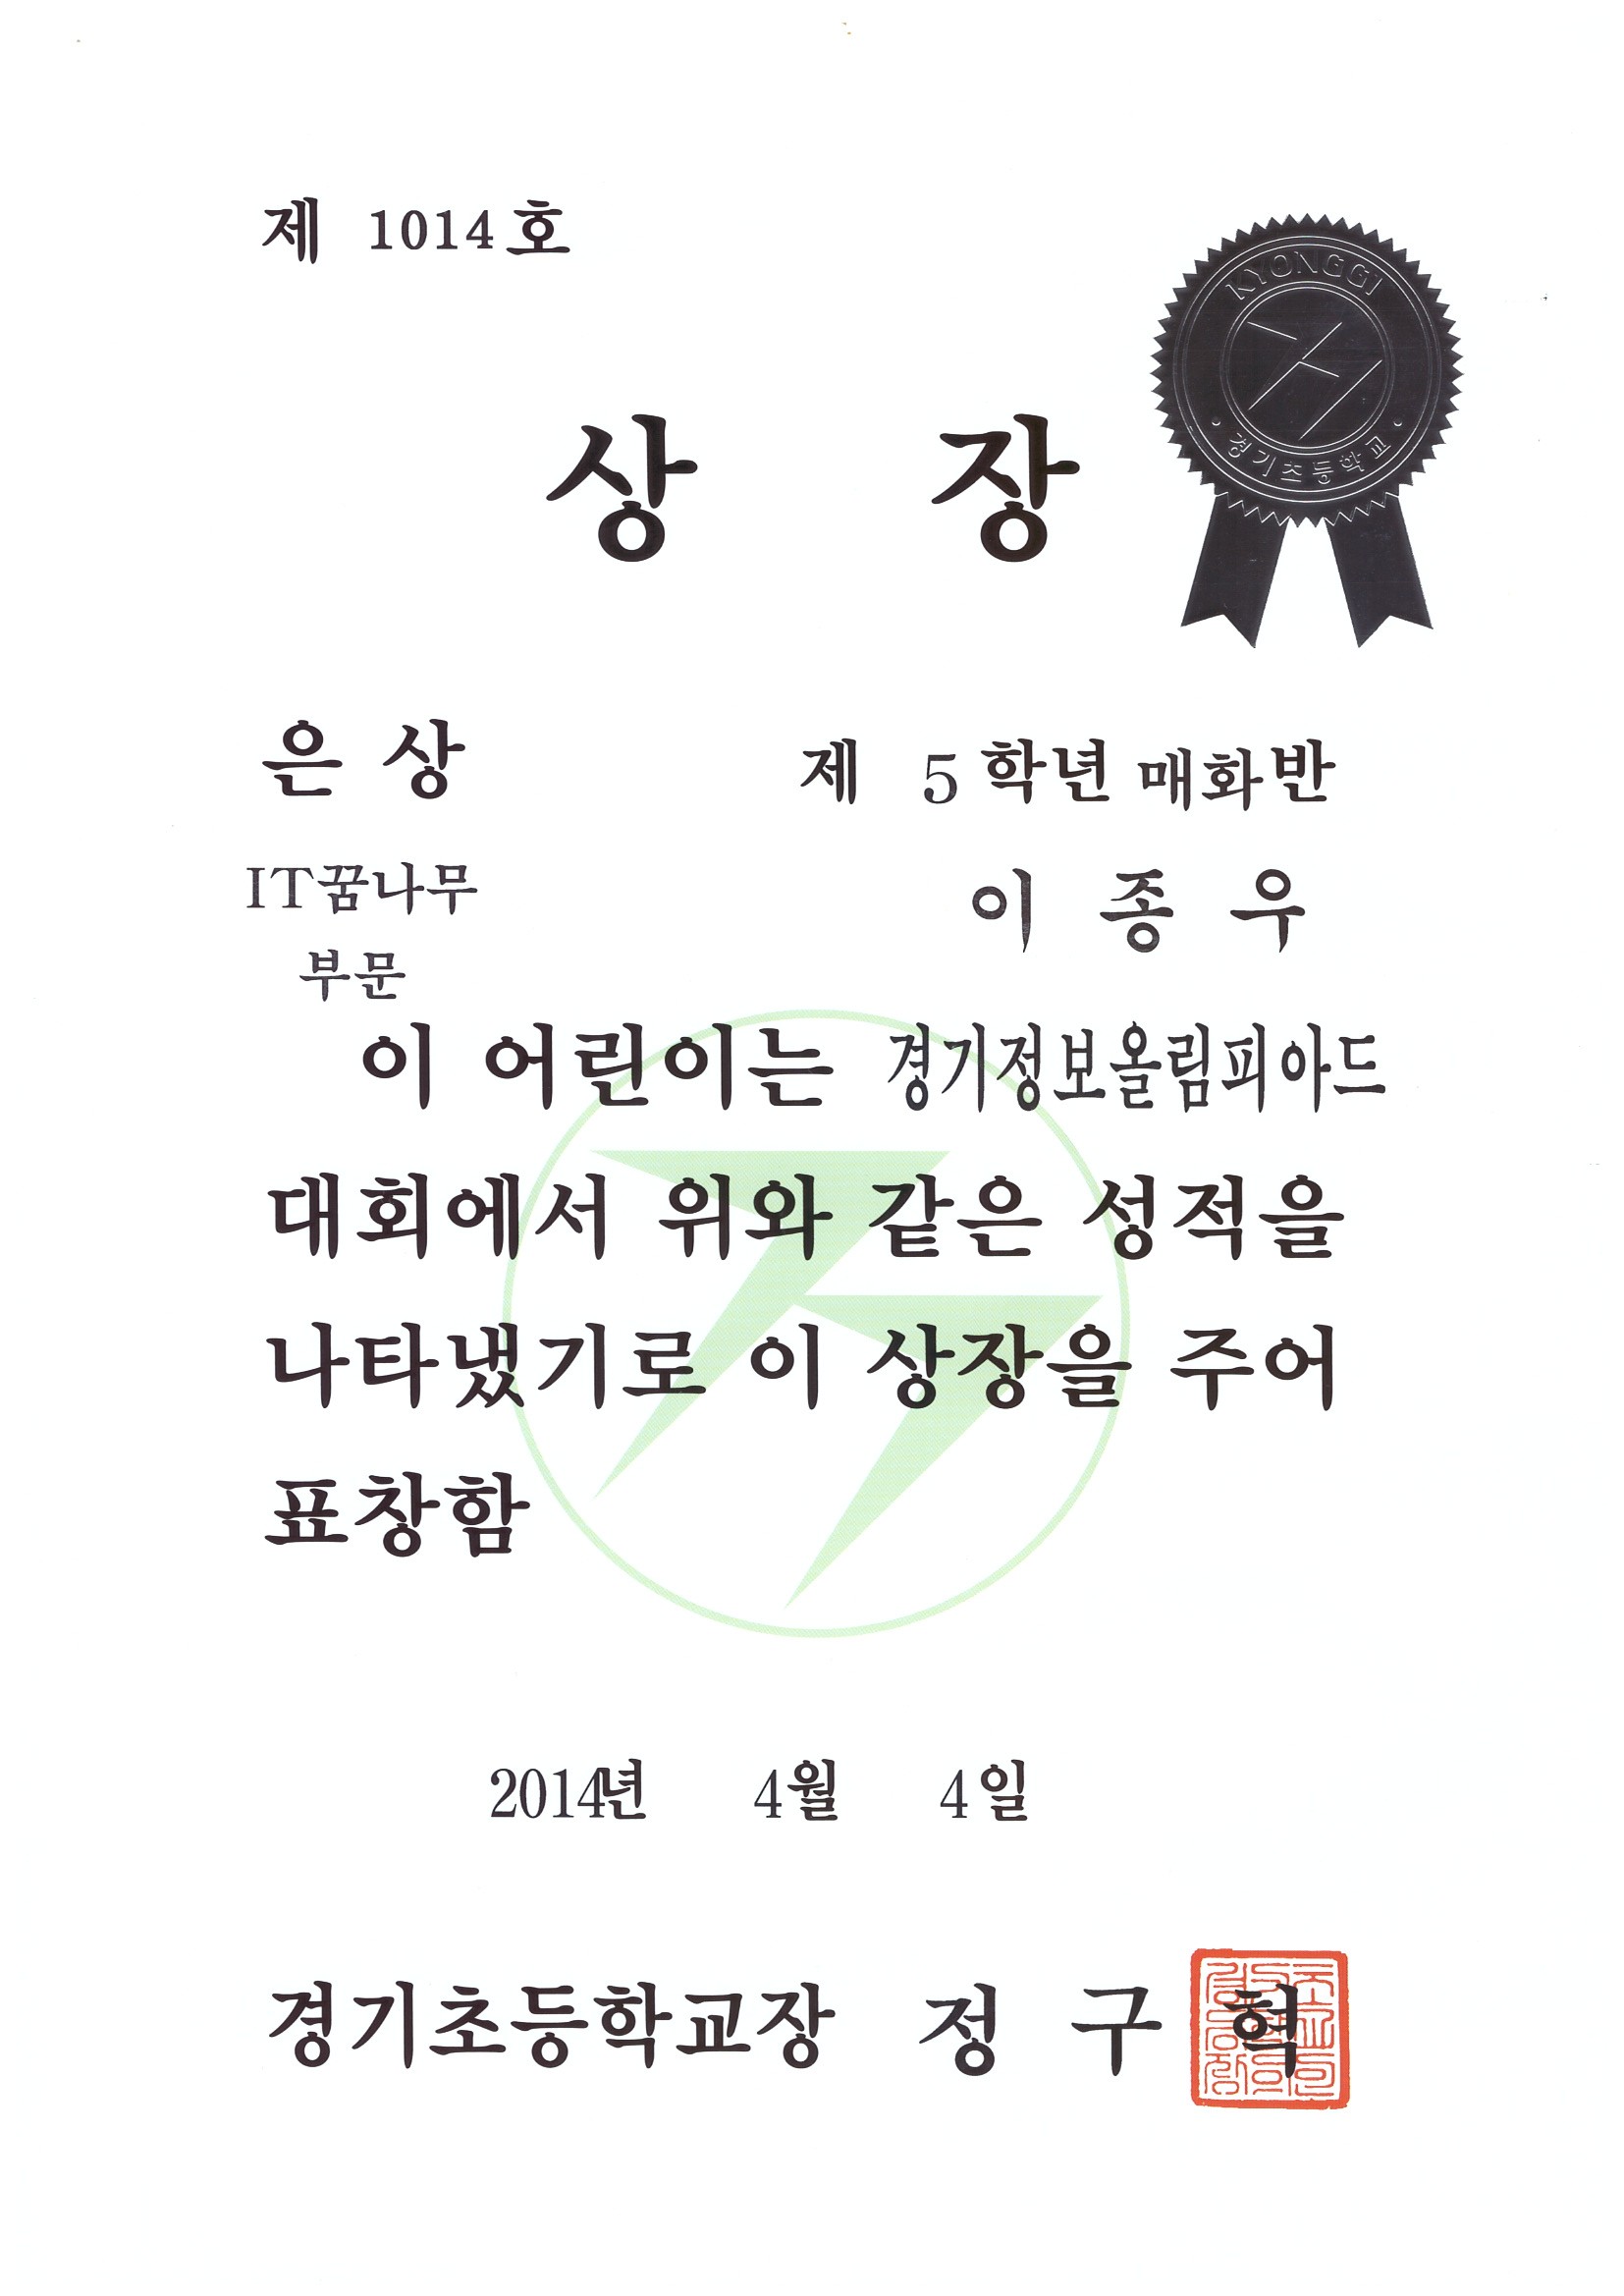 제 1014호
KYONGGI
경기초등학교
상 장
은 상
제 5 학년 매화반
IT꿈나무
부문
이 종 우
이 어린이는 경기정보올림피아드
대회에서 위와 같은 성적을
나타냈기로 이 상장을 주어
표창함
2014년 4월 4일
경기초등학교장 정 구 혁